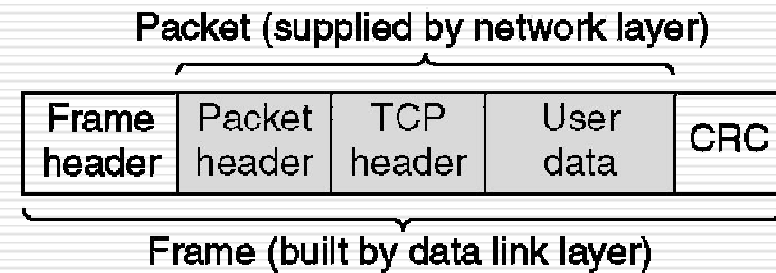 Packet (supplied by network layer)
Frame Packet TCP User
header header header data CRC
Frame (built by data link layer)